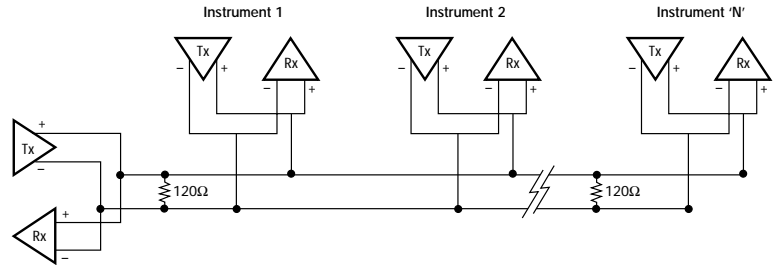 Instrument 1 Instrument 2 Instrument ‘N’
Tx Rx Tx Rx Tx Rx
– + – + – + – + – + – +
+
Tx
–
120Ω 120Ω
+
Rx
–